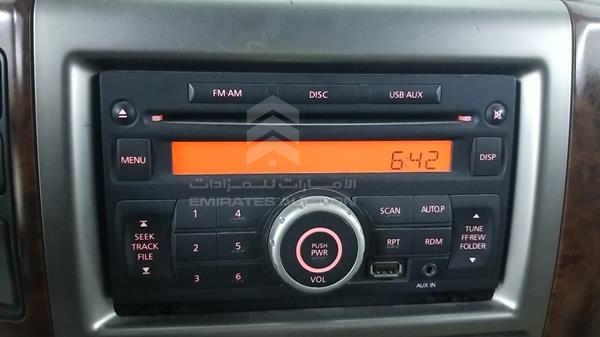 FM·AM DISC USB·AUX
MENU 6:42 DISP
الامارات للمزادات
EMIRATES AUCTION
1 4 SCAN AUTO.P
SEEK TRACK FILE
2 5 PUSH PWR RPT RDM
TUNE FF·REW FOLDER
3 6 VOL AUX IN